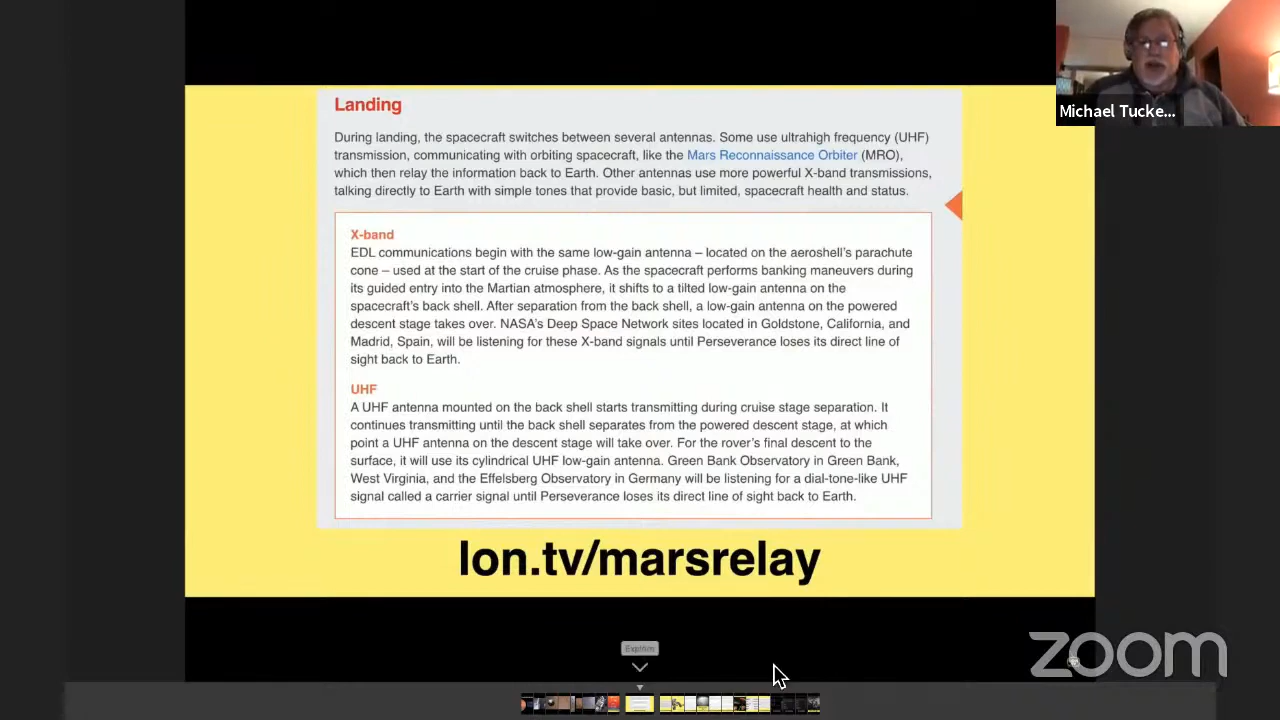 Landing
During landing, the spacecraft switches between several antennas. Some use ultrahigh frequency (UHF)
transmission, communicating with orbiting spacecraft, like the Mars Reconnaissance Orbiter (MRO),
which then relay the information back to Earth. Other antennas use more powerful X-band transmissions,
talking directly to Earth with simple tones that provide basic, but limited, spacecraft health and status.
X-band
EDL communications begin with the same low-gain antenna – located on the aeroshell's parachute
cone – used at the start of the cruise phase. As the spacecraft performs banking maneuvers during
its guided entry into the Martian atmosphere, it shifts to a tilted low-gain antenna on the
spacecraft's back shell. After separation from the back shell, a low-gain antenna on the powered
descent stage takes over. NASA's Deep Space Network sites located in Goldstone, California, and
Madrid, Spain, will be listening for these X-band signals until Perseverance loses its direct line of
sight back to Earth.
UHF
A UHF antenna mounted on the back shell starts transmitting during cruise stage separation. It
continues transmitting until the back shell separates from the powered descent stage, at which
point a UHF antenna on the descent stage will take over. For the rover's final descent to the
surface, it will use its cylindrical UHF low-gain antenna. Green Bank Observatory in Green Bank,
West Virginia, and the Effelsberg Observatory in Germany will be listening for a dial-tone-like UHF
signal called a carrier signal until Perseverance loses its direct line of sight back to Earth.
lon.tv/marsrelay
Michael Tucke...
zoom